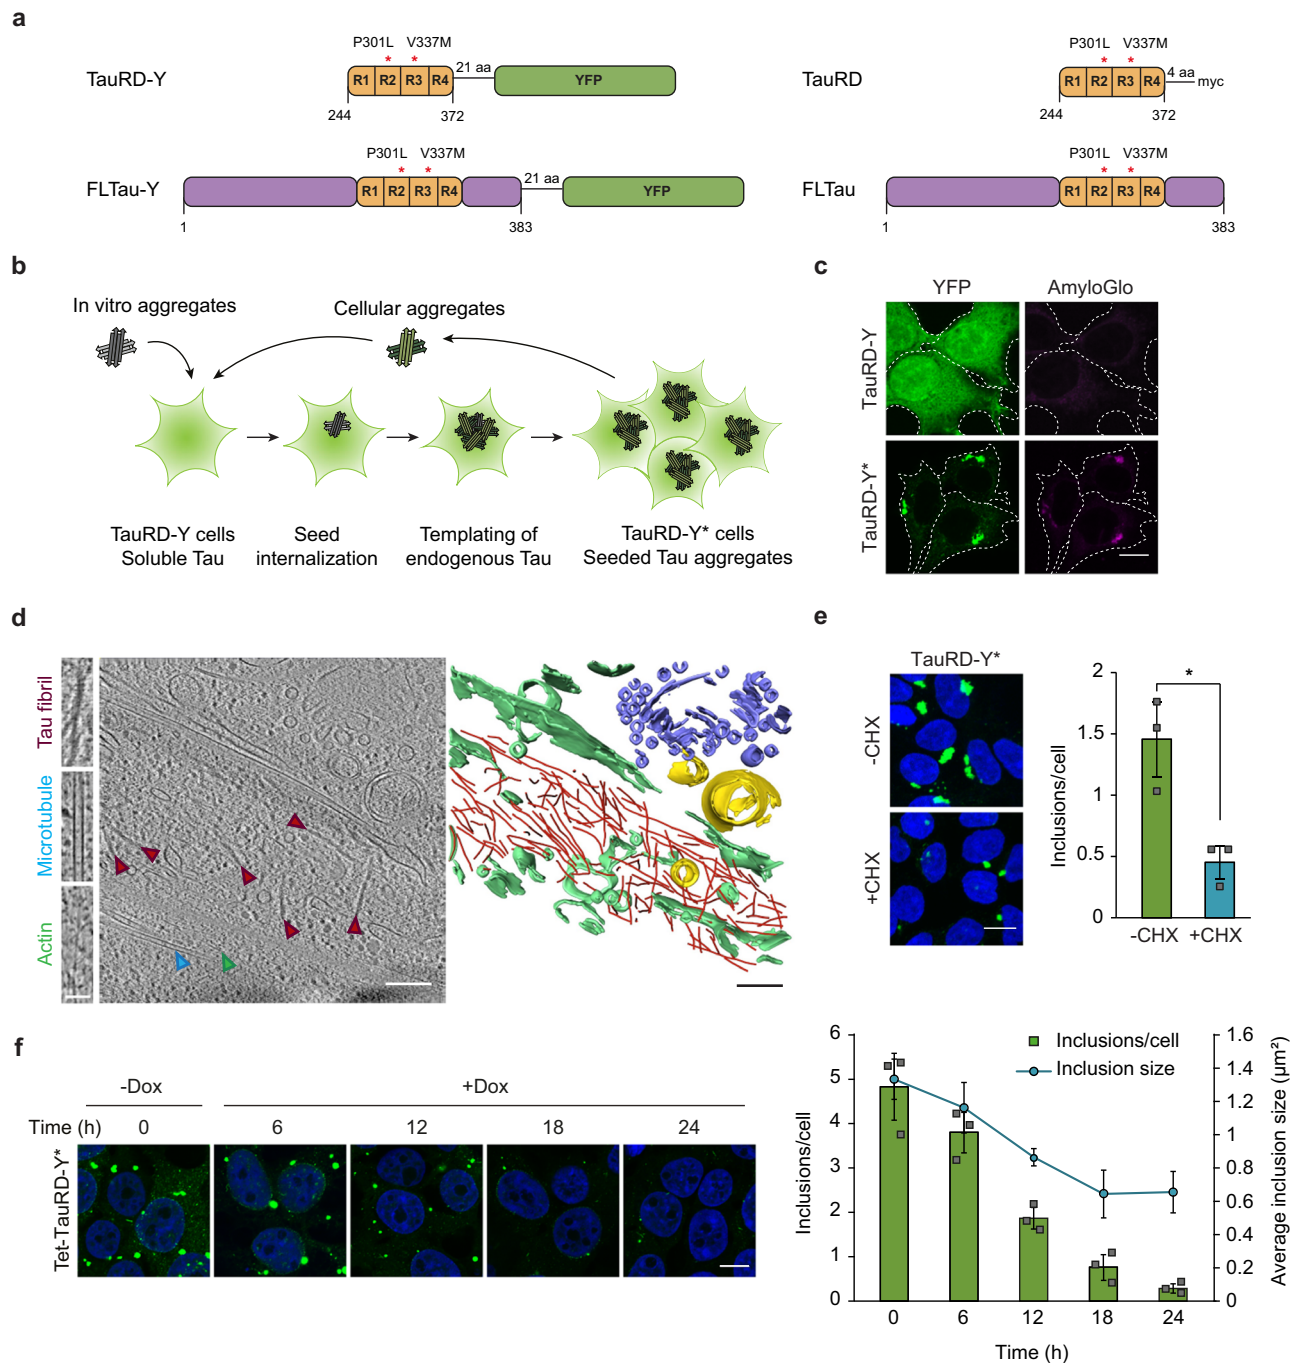 a
P301L V337M
TauRD-Y
R1 R2 R3 R4
21 aa
YFP
244 372
P301L V337M
TauRD
R1 R2 R3 R4
4 aa
myc
244 372
P301L V337M
FLTau-Y
R1 R2 R3 R4
21 aa
YFP
1 383
P301L V337M
FLTau
R1 R2 R3 R4
1 383
b
In vitro aggregates
Cellular aggregates
TauRD-Y cells
Soluble Tau
Seed
internalization
Templating of
endogenous Tau
TauRD-Y* cells
Seeded Tau aggregates
c
YFP AmyloGlo
TauRD-Y
TauRD-Y*
d
Tau fibril
Microtubule
Actin
e
TauRD-Y*
-CHX
+CHX
Inclusions/cell
2
1.5
1
0.5
0
*
-CHX +CHX
f
-Dox +Dox
Time (h) 0 6 12 18 24
Tet-TauRD-Y*
Inclusions/cell
6
5
4
3
2
1
0
Inclusions/cell
Inclusion size
1.6
1.4
1.2
1.0
0.8
0.6
0.4
0.2
0
Average inclusion size (µm²)
0 6 12 18 24
Time (h)